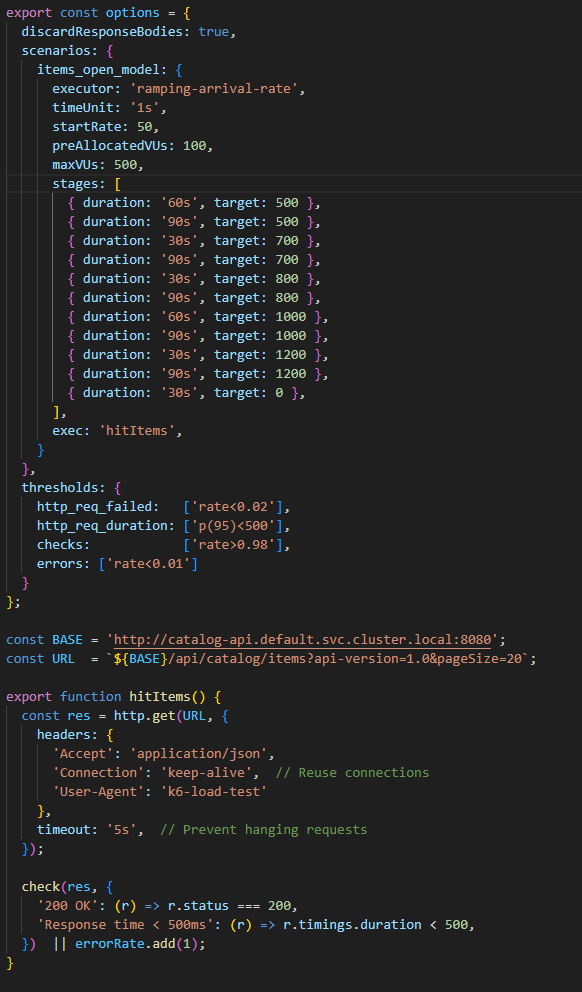 export const options = {
  discardResponseBodies: true,
  scenarios: {
    items_open_model: {
      executor: 'ramping-arrival-rate',
      timeUnit: '1s',
      startRate: 50,
      preAllocatedVUs: 100,
      maxVUs: 500,
      stages: [
        { duration: '60s', target: 500 },
        { duration: '90s', target: 500 },
        { duration: '30s', target: 700 },
        { duration: '90s', target: 700 },
        { duration: '30s', target: 800 },
        { duration: '90s', target: 800 },
        { duration: '60s', target: 1000 },
        { duration: '90s', target: 1000 },
        { duration: '30s', target: 1200 },
        { duration: '90s', target: 1200 },
        { duration: '30s', target: 0 },
      ],
      exec: 'hitItems',
    }
  },
  thresholds: {
    http_req_failed:   ['rate<0.02'],
    http_req_duration: ['p(95)<500'],
    checks:            ['rate>0.98'],
    errors: ['rate<0.01']
  }
};

const BASE = 'http://catalog-api.default.svc.cluster.local:8080';
const URL  = `${BASE}/api/catalog/items?api-version=1.0&pageSize=20`;

export function hitItems() {
  const res = http.get(URL, {
    headers: {
      'Accept': 'application/json',
      'Connection': 'keep-alive',  // Reuse connections
      'User-Agent': 'k6-load-test'
    },
    timeout: '5s',  // Prevent hanging requests
  });

  check(res, {
    '200 OK': (r) => r.status === 200,
    'Response time < 500ms': (r) => r.timings.duration < 500,
  })  || errorRate.add(1);
}